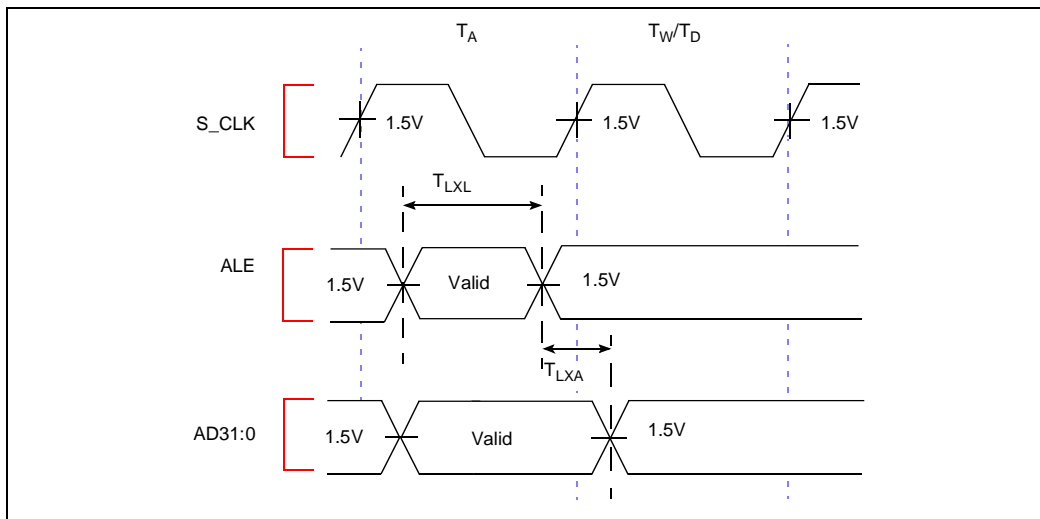 T_A T_W/T_D
S_CLK 1.5V 1.5V 1.5V
T_LXL
ALE 1.5V Valid 1.5V
T_LXA
AD31:0 1.5V Valid 1.5V